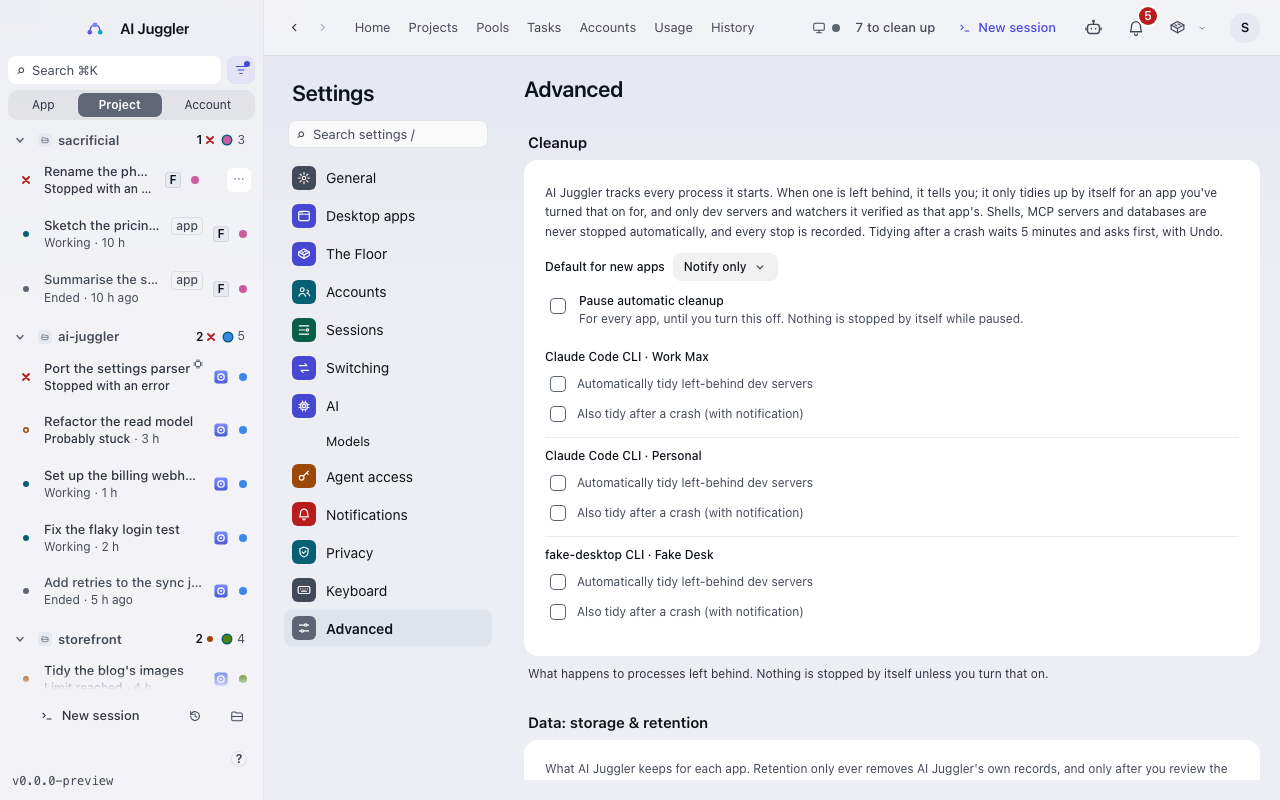 AI Juggler
Search ⌘K
App Project Account
sacrificial 1 3
Rename the ph... F
Stopped with an ...
Sketch the pricin... app F
Working · 10 h
Summarise the s... app F
Ended · 10 h ago
ai-juggler 2 5
Port the settings parser
Stopped with an error
Refactor the read model
Probably stuck · 3 h
Set up the billing webh...
Working · 1 h
Fix the flaky login test
Working · 2 h
Add retries to the sync j...
Ended · 5 h ago
storefront 2 4
Tidy the blog's images
Limit reached · 4 h
New session
?
v0.0.0-preview
Home Projects Pools Tasks Accounts Usage History 7 to clean up New session 5 S
Settings
Search settings /
General
Desktop apps
The Floor
Accounts
Sessions
Switching
AI
Models
Agent access
Notifications
Privacy
Keyboard
Advanced
Advanced
Cleanup
AI Juggler tracks every process it starts. When one is left behind, it tells you; it only tidies up by itself for an app you've
turned that on for, and only dev servers and watchers it verified as that app's. Shells, MCP servers and databases are
never stopped automatically, and every stop is recorded. Tidying after a crash waits 5 minutes and asks first, with Undo.
Default for new apps Notify only
Pause automatic cleanup
For every app, until you turn this off. Nothing is stopped by itself while paused.
Claude Code CLI · Work Max
Automatically tidy left-behind dev servers
Also tidy after a crash (with notification)
Claude Code CLI · Personal
Automatically tidy left-behind dev servers
Also tidy after a crash (with notification)
fake-desktop CLI · Fake Desk
Automatically tidy left-behind dev servers
Also tidy after a crash (with notification)
What happens to processes left behind. Nothing is stopped by itself unless you turn that on.
Data: storage & retention
What AI Juggler keeps for each app. Retention only ever removes AI Juggler's own records, and only after you review the